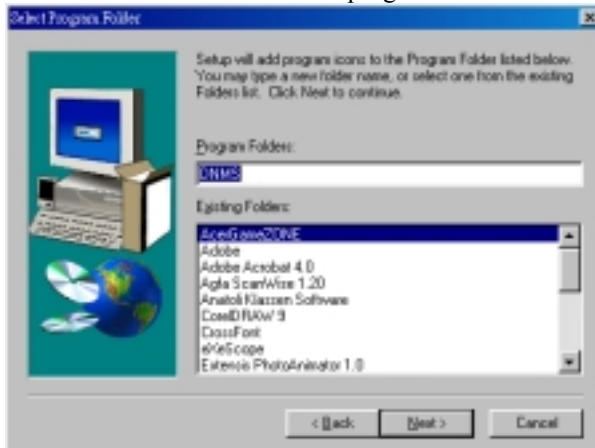 Select Program Folder
Setup will add program icons to the Program Folder listed below.
You may type a new folder name, or select one from the existing
Folders list. Click Next to continue.
Program Folders:
DNMS
Existing Folders:
AcerGameZONE
Adobe
Adobe Acrobat 4.0
Agfa ScanWise 1.20
Anatoli Klassen Software
CorelDRAW 9
CrossFont
eXeScope
Extensis PhotoAnimator 1.0
< Back
Next >
Cancel